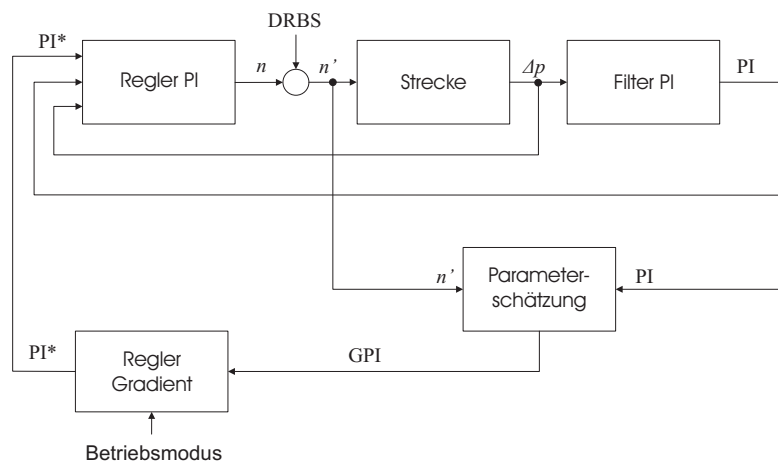 DRBS
PI*
Regler PI
n
n’
Strecke
Δp
Filter PI
PI
n’
Parameter-
schätzung
PI
PI*
Regler
Gradient
GPI
Betriebsmodus